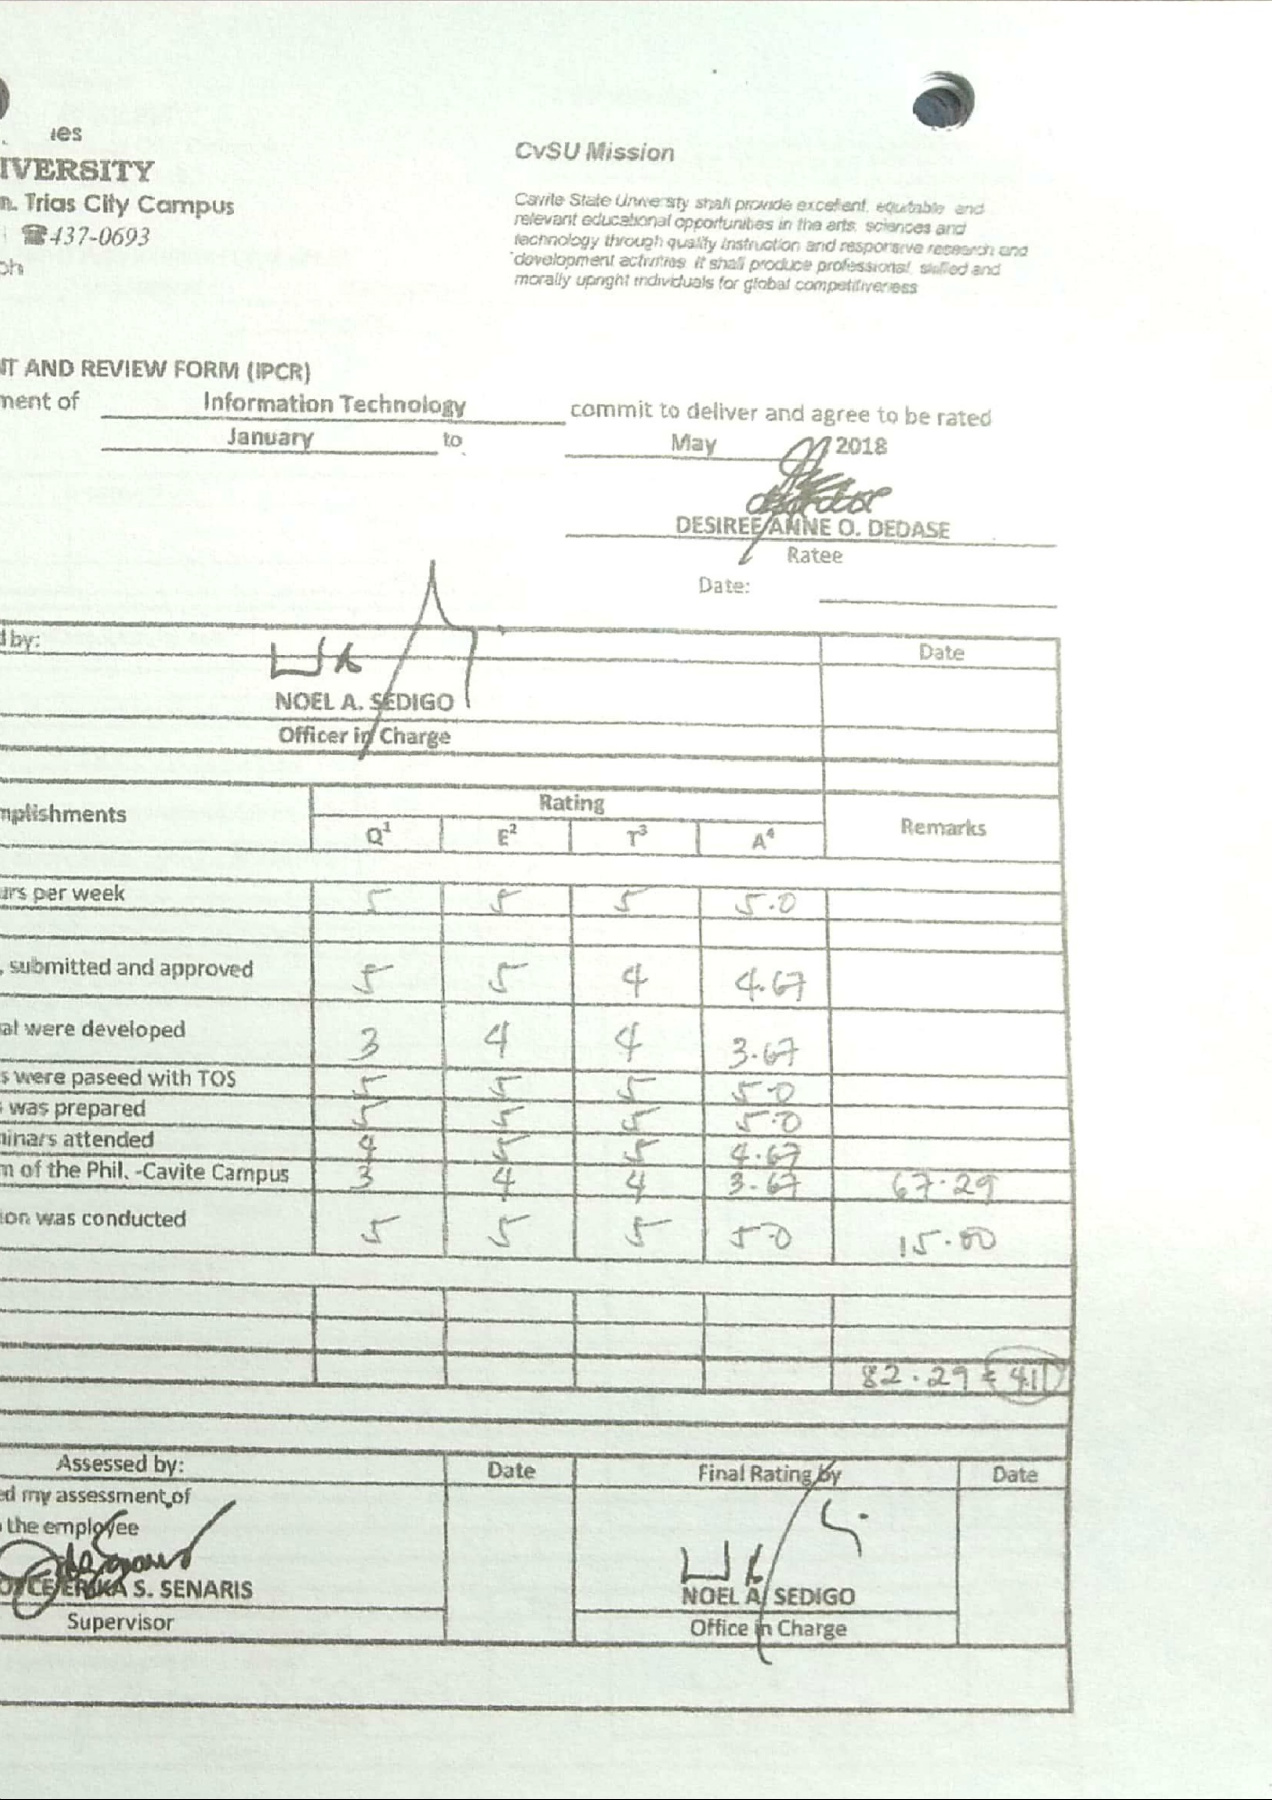 IVERSITY
n. Trias City Campus
☎437-0693
CvSU Mission
Cavite State University shall provide excellent, equitable and
relevant educational opportunities in the arts, sciences and
technology through quality instruction and responsive research and
development activities. It shall produce professional, skilled and
morally upright individuals for global competitiveness
T AND REVIEW FORM (IPCR)
ment of Information Technology commit to deliver and agree to be rated
January to May 2018
DESIREE ANNE O. DEDASE
Ratee
Date:
d by: Date
NOEL A. SEDIGO
Officer in Charge
mplishments Rating Remarks
Q¹ E² T³ A⁴
urs per week 5 5 5 5.0
, submitted and approved 5 5 4 4.67
al were developed 3 4 4 3.67
s were paseed with TOS 5 5 5 5.0
was prepared 5 5 5 5.0
minars attended 4 5 5 4.67
m of the Phil. -Cavite Campus 3 4 4 3.67 67.29
ion was conducted 5 5 5 5.0 15.00
82.29 = 4.11
Assessed by: Date Final Rating by Date
ed my assessment of
the employee
ERIKA S. SENARIS NOEL A. SEDIGO
Supervisor Office in Charge